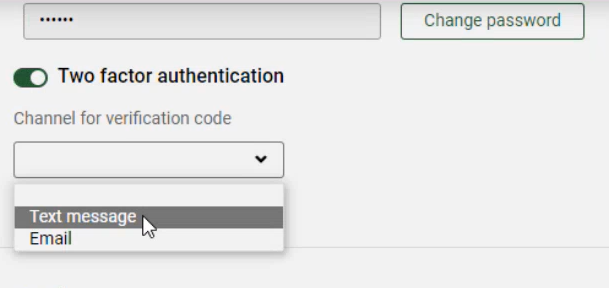 ••••••
Change password
Two factor authentication
Channel for verification code
Text message
Email